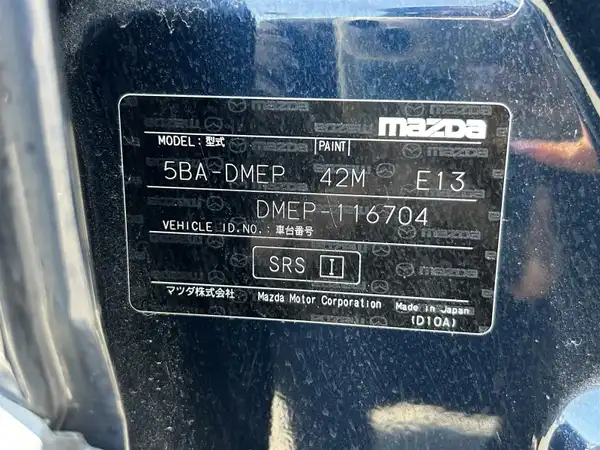 mazda
MODEL: 型式 PAINT
5BA-DMEP 42M E13
DMEP-116704
VEHICLE ID.NO.: 車台番号
SRS I
マツダ株式会社 Mazda Motor Corporation Made in Japan
(D10A)